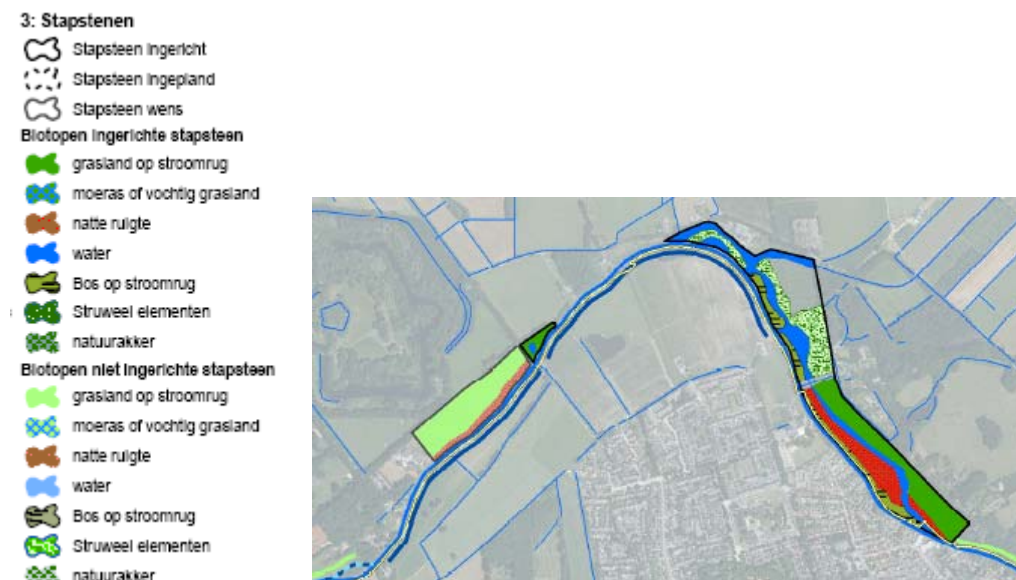 3: Stapstenen
Stapsteen Ingericht
Stapsteen Ingepland
Stapsteen wens
Biotopen Ingerichte stapsteen
grasland op stroomrug
moeras of vochtig grasland
natte ruigte
water
Bos op stroomrug
Struweel elementen
natuurakker
Biotopen niet Ingerichte stapsteen
grasland op stroomrug
moeras of vochtig grasland
natte ruigte
water
Bos op stroomrug
Struweel elementen
natuurakker